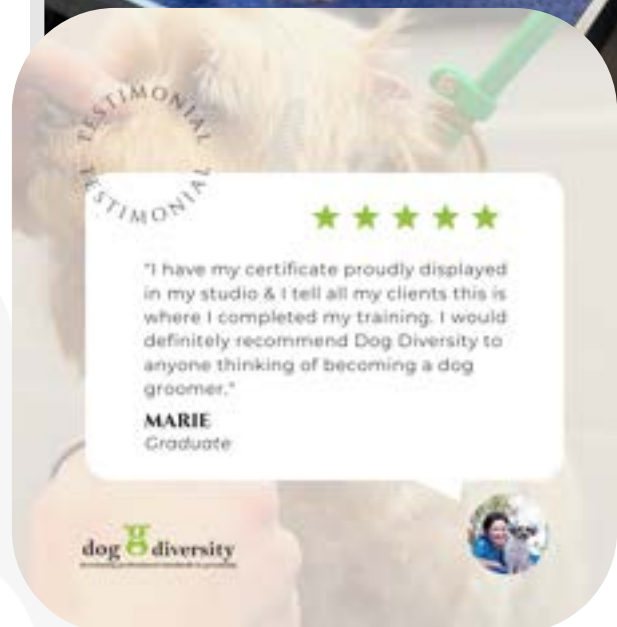 TESTIMONIAL
TESTIMONIAL
"I have my certificate proudly displayed
in my studio & I tell all my clients this is
where I completed my training. I would
definitely recommend Dog Diversity to
anyone thinking of becoming a dog
groomer."
MARIE
Graduate
dog g diversity